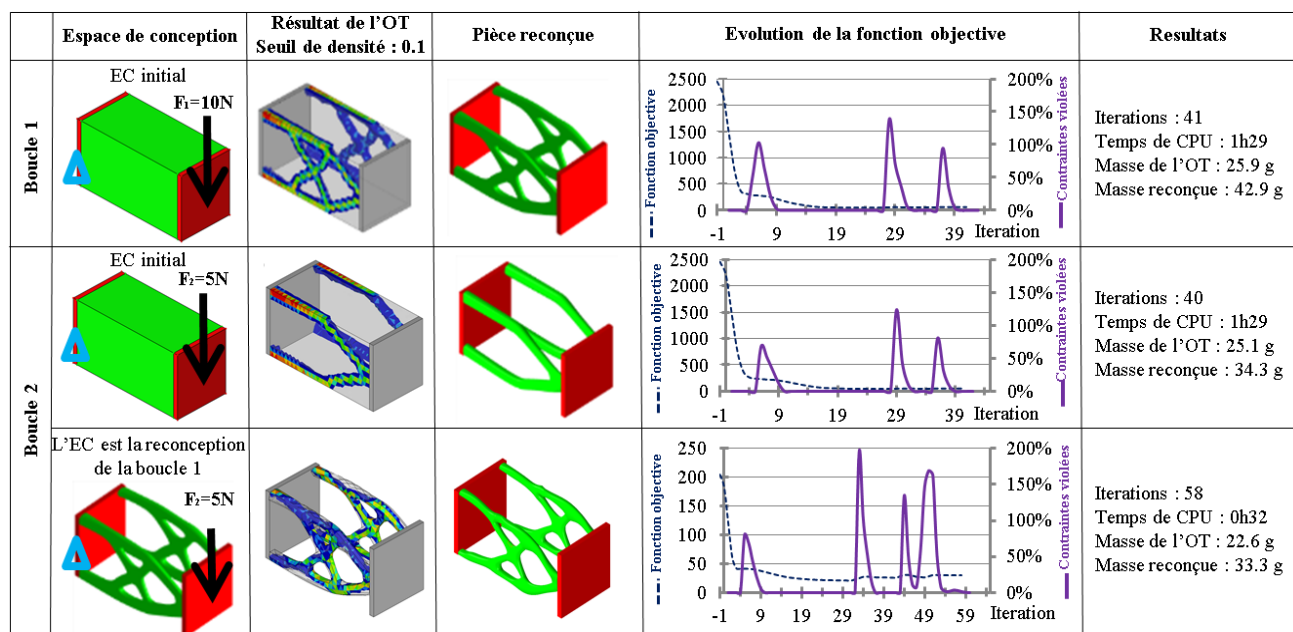 Espace de conception
Résultat de l'OT
Seuil de densité : 0.1
Pièce reconçue
Evolution de la fonction objective
Resultats
Boucle 1
EC initial
F₁=10N
Fonction objective
2500
2000
1500
1000
500
0
200%
150%
100%
50%
0%
Contraintes violées
-1 9 19 29 39 Iteration
Iterations : 41
Temps de CPU : 1h29
Masse de l'OT : 25.9 g
Masse reconçue : 42.9 g
Boucle 2
EC initial
F₂=5N
Fonction objective
2500
2000
1500
1000
500
0
200%
150%
100%
50%
0%
Contraintes violées
-1 9 19 29 39 Iteration
Iterations : 40
Temps de CPU : 1h29
Masse de l'OT : 25.1 g
Masse reconçue : 34.3 g
L'EC est la reconception
de la boucle 1
F₂=5N
Fonction objective
250
200
150
100
50
0
200%
150%
100%
50%
0%
Contraintes violées
-1 9 19 29 39 49 59 Iteration
Iterations : 58
Temps de CPU : 0h32
Masse de l'OT : 22.6 g
Masse reconçue : 33.3 g